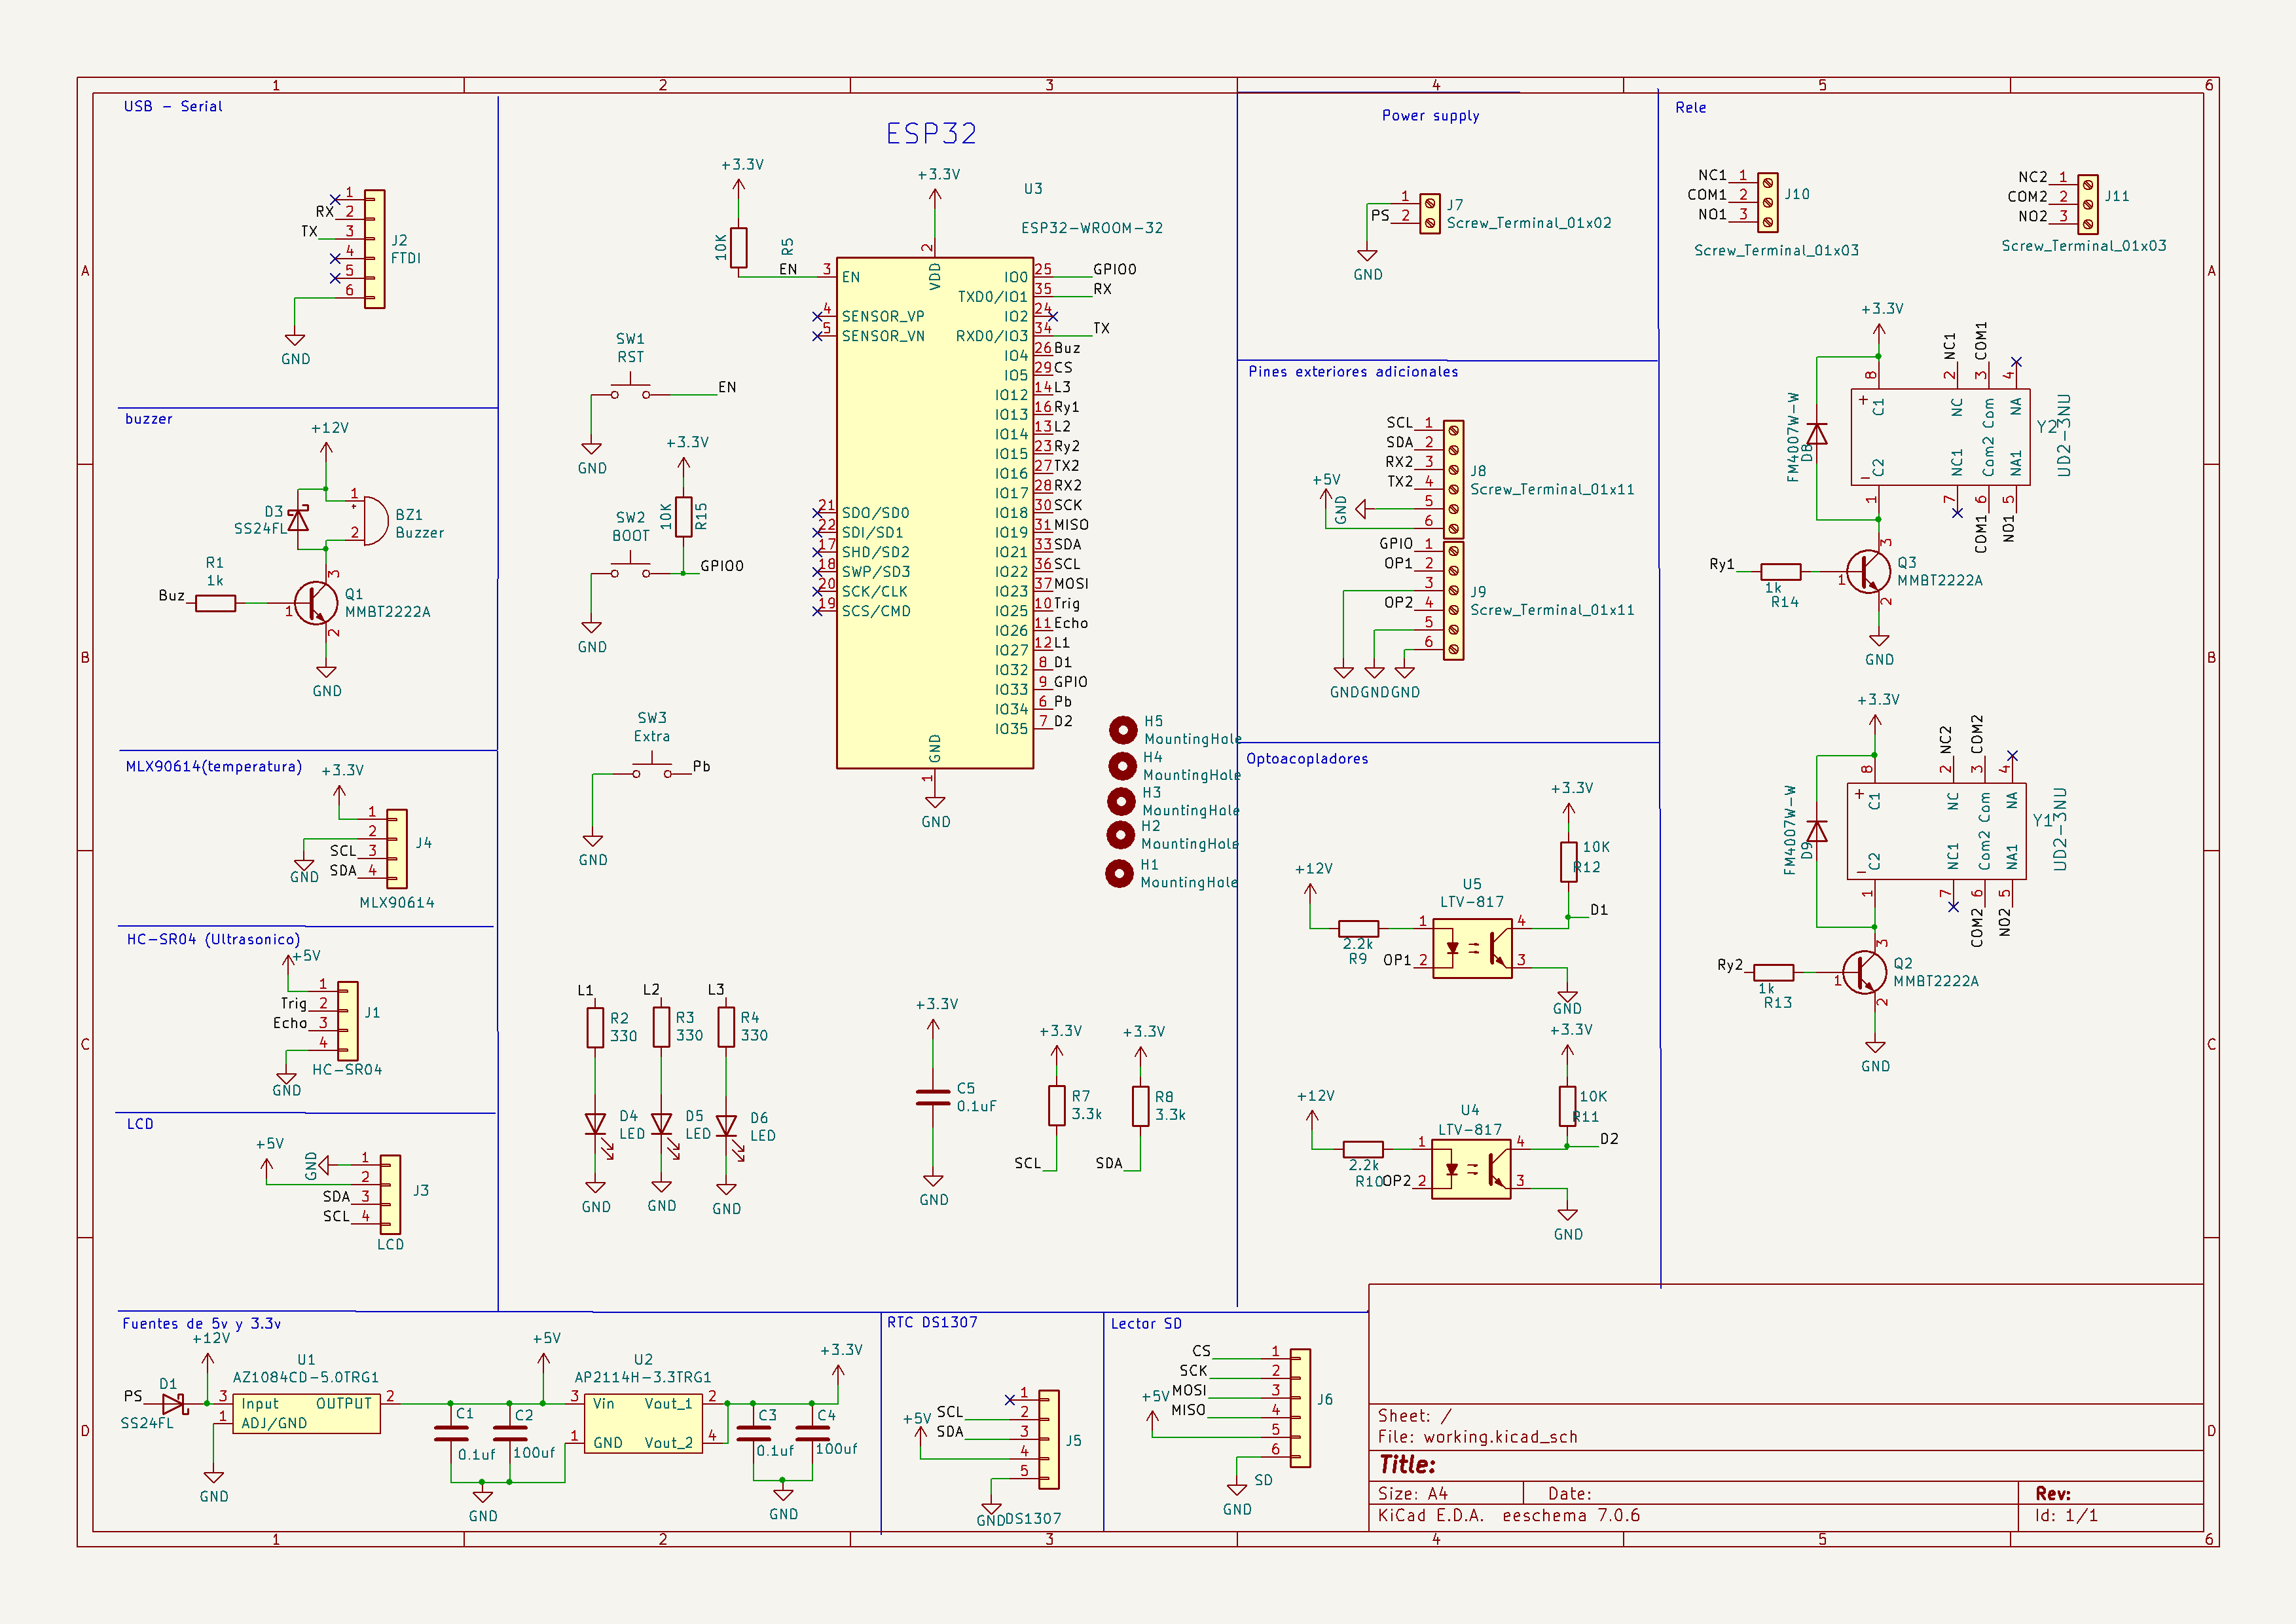 1 2 3 4 5 6
A
B
C
D
USB - Serial
1
RX 2
TX 3
4
5
6
J2
FTDI
GND
buzzer
+12V
D3
SS24FL
1
+
2
BZ1
Buzzer
R1
1k
Buz
1
3
2
Q1
MMBT2222A
GND
MLX90614(temperatura)
+3.3V
1
2
SCL 3
SDA 4
J4
GND
MLX90614
HC-SR04 (Ultrasonico)
+5V
1
Trig 2
Echo 3
4
J1
HC-SR04
GND
LCD
+5V
GND
1
2
SDA 3
SCL 4
J3
LCD
ESP32
+3.3V
10K
R5
EN
+3.3V
U3
ESP32-WROOM-32
2
VDD
3 EN
4 SENSOR_VP
5 SENSOR_VN
21 SDO/SD0
22 SDI/SD1
17 SHD/SD2
18 SWP/SD3
20 SCK/CLK
19 SCS/CMD
IO0 25 GPIO0
TXD0/IO1 35 RX
IO2 24
RXD0/IO3 34 TX
IO4 26 Buz
IO5 29 CS
IO12 14 L3
IO13 16 Ry1
IO14 13 L2
IO15 23 Ry2
IO16 27 TX2
IO17 28 RX2
IO18 30 SCK
IO19 31 MISO
IO21 33 SDA
IO22 36 SCL
IO23 37 MOSI
IO25 10 Trig
IO26 11 Echo
IO27 12 L1
IO32 8 D1
IO33 9 GPIO
IO34 6 Pb
IO35 7 D2
GND
1
GND
SW1
RST
EN
GND
+3.3V
10K
R15
SW2
BOOT
GPIO0
GND
SW3
Extra
Pb
GND
H5
MountingHole
H4
MountingHole
H3
MountingHole
H2
MountingHole
H1
MountingHole
L1 L2 L3
R2
330
R3
330
R4
330
D4
LED
D5
LED
D6
LED
GND GND GND
+3.3V
C5
0.1uF
GND
+3.3V
R7
3.3k
SCL
+3.3V
R8
3.3k
SDA
Power supply
1
PS 2
J7
Screw_Terminal_01x02
GND
Pines exteriores adicionales
SCL 1
SDA 2
RX2 3
TX2 4
5
6
+5V
GND
J8
Screw_Terminal_01x11
GPIO 1
OP1 2
3
OP2 4
5
6
J9
Screw_Terminal_01x11
GND GND GND
Optoacopladores
+3.3V
10K
R12
D1
+12V
2.2k
R9
U5
LTV-817
1
OP1 2
4
3
GND
+3.3V
10K
R11
D2
+12V
2.2k
R10
U4
LTV-817
1
OP2 2
4
3
GND
Rele
NC1 1
COM1 2
NO1 3
J10
Screw_Terminal_01x03
NC2 1
COM2 2
NO2 3
J11
Screw_Terminal_01x03
+3.3V
FM4007W-W
D8
8 2 3 4
NC1 COM1
+ C1 NC Com NA
- C2 NC1 Com2 NA1
1 7 6 5
COM1 NO1
Y2
UD2-3NU
Ry1
1k
R14
1
3
2
Q3
MMBT2222A
GND
+3.3V
FM4007W-W
D9
8 2 3 4
NC2 COM2
+ C1 NC Com NA
- C2 NC1 Com2 NA1
1 7 6 5
COM2 NO2
Y1
UD2-3NU
Ry2
1k
R13
1
3
2
Q2
MMBT2222A
GND
Fuentes de 5v y 3.3v
+12V
PS
D1
SS24FL
U1
AZ1084CD-5.0TRG1
3 Input OUTPUT 2
1 ADJ/GND
GND
+5V
C1
0.1uf
C2
100uf
GND
U2
AP2114H-3.3TRG1
3 Vin Vout_1 2
1 GND Vout_2 4
+3.3V
C3
0.1uf
C4
100uf
GND
RTC DS1307
1
SCL 2
SDA 3
4
5
+5V
J5
GND
DS1307
Lector SD
CS 1
SCK 2
MOSI 3
MISO 4
5
6
+5V
J6
SD
GND
Sheet: /
File: working.kicad_sch
Title:
Size: A4 Date: Rev:
KiCad E.D.A. eeschema 7.0.6 Id: 1/1
A
B
C
D
1 2 3 4 5 6